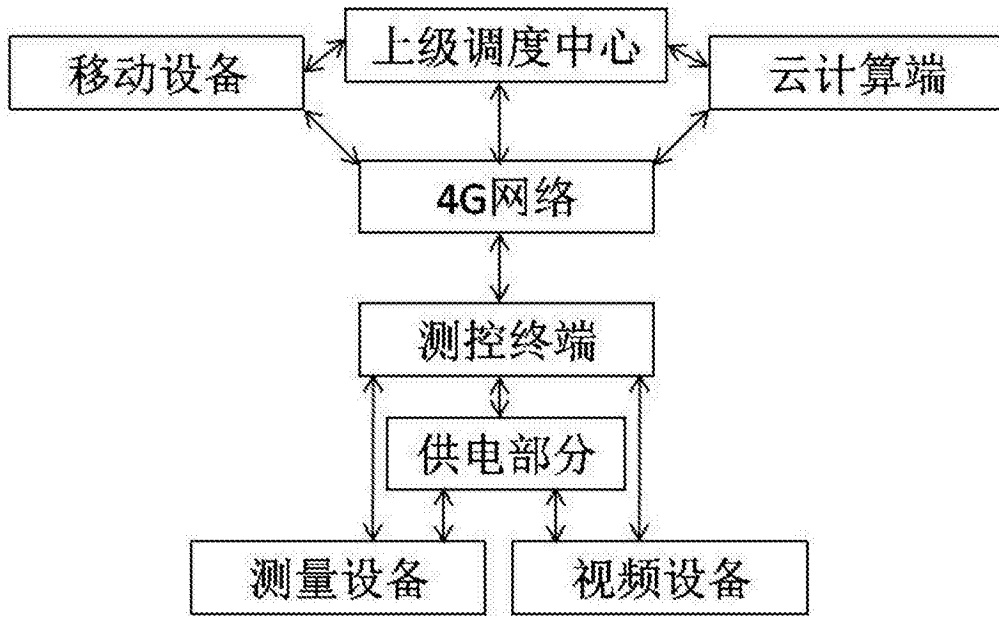 移动设备
上级调度中心
云计算端
4G网络
测控终端
供电部分
测量设备
视频设备